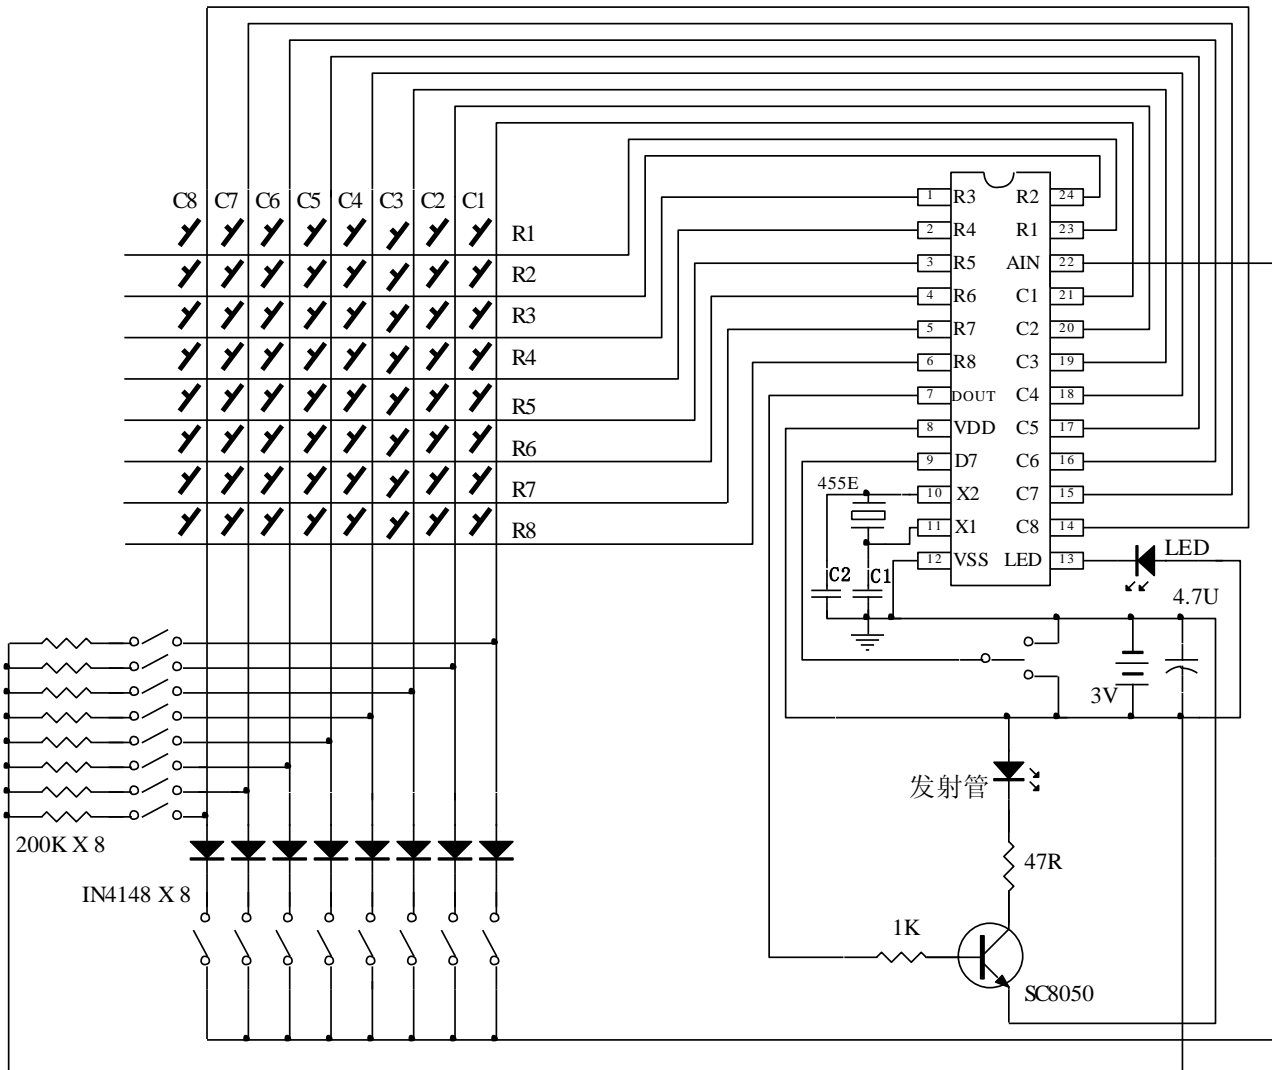 C8 C7 C6 C5 C4 C3 C2 C1
R1
R2
R3
R4
R5
R6
R7
R8
1 R3 R2 24
2 R4 R1 23
3 R5 AIN 22
4 R6 C1 21
5 R7 C2 20
6 R8 C3 19
7 DOUT C4 18
8 VDD C5 17
9 D7 C6 16
10 X2 C7 15
11 X1 C8 14
12 VSS LED 13
455E
C2 C1
LED
4.7U
3V
发射管
47R
1K
SC8050
200K X 8
IN4148 X 8